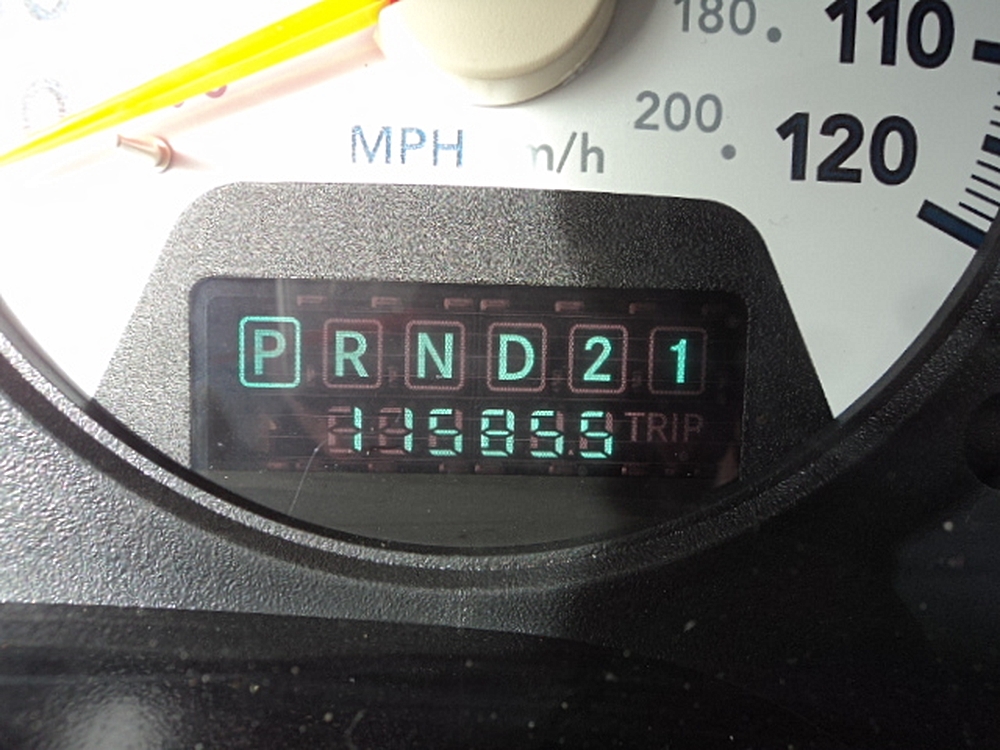 180 110
200 120
MPH m/h
P R N D 2 1
115855 TRIP